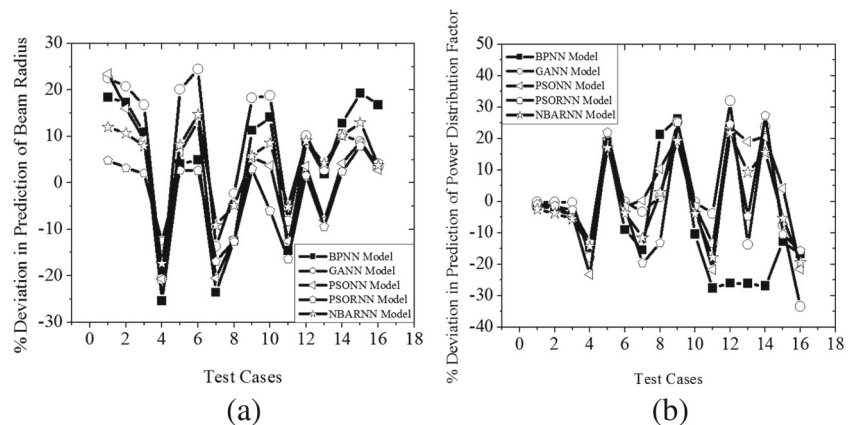 % Deviation in Prediction of Beam Radius
30
20
10
0
-10
-20
-30
0 2 4 6 8 10 12 14 16 18
Test Cases
BPNN Model
GANN Model
PSONN Model
PSORNN Model
NBARNN Model
(a)
% Deviation in Prediction of Power Distribution Factor
50
40
30
20
10
0
-10
-20
-30
-40
0 2 4 6 8 10 12 14 16 18
Test Cases
BPNN Model
GANN Model
PSONN Model
PSORNN Model
NBARNN Model
(b)